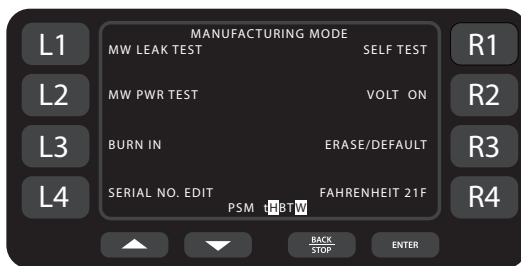 MANUFACTURING MODE
L1 MW LEAK TEST SELF TEST R1
L2 MW PWR TEST VOLT ON R2
L3 BURN IN ERASE/DEFAULT R3
L4 SERIAL NO. EDIT FAHRENHEIT 21F R4
PSM tHBTW
BACK
STOP
ENTER